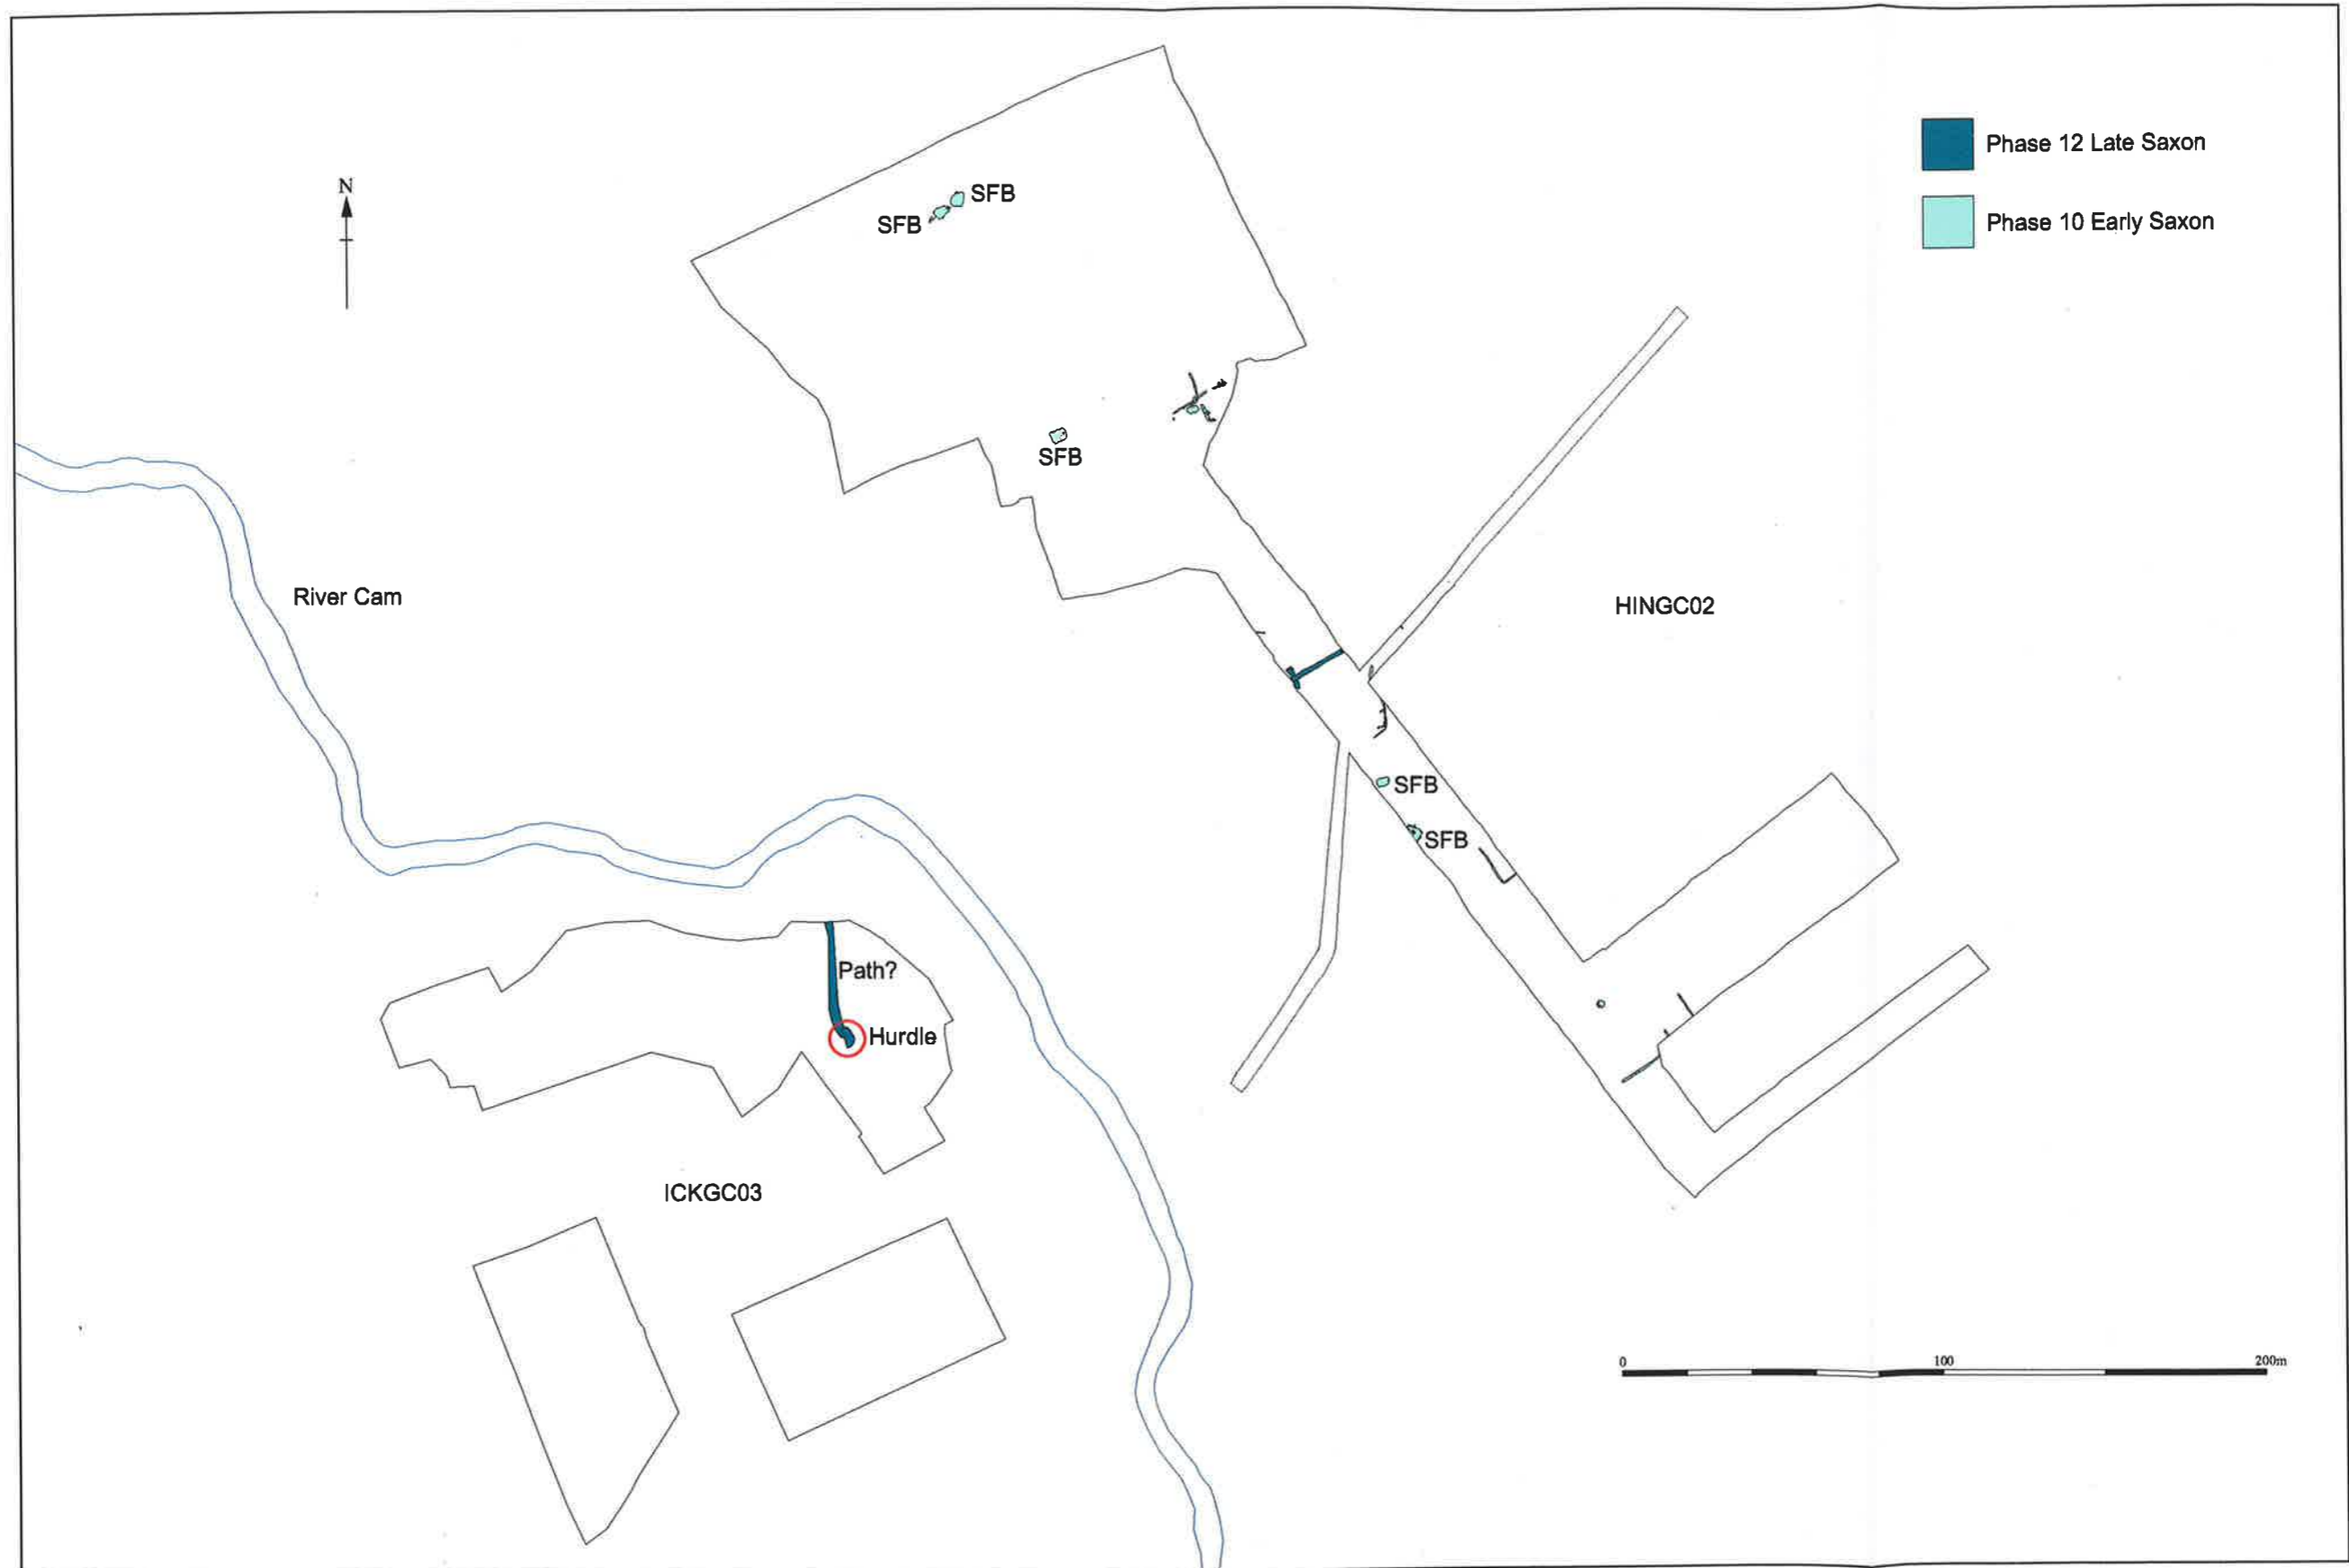 Phase 12 Late Saxon
N
SFB
SFB
Phase 10 Early Saxon
SFB
River Cam
HINGC02
SFB
SFB
Path?
Hurdle
ICKGC03
0 100 200m